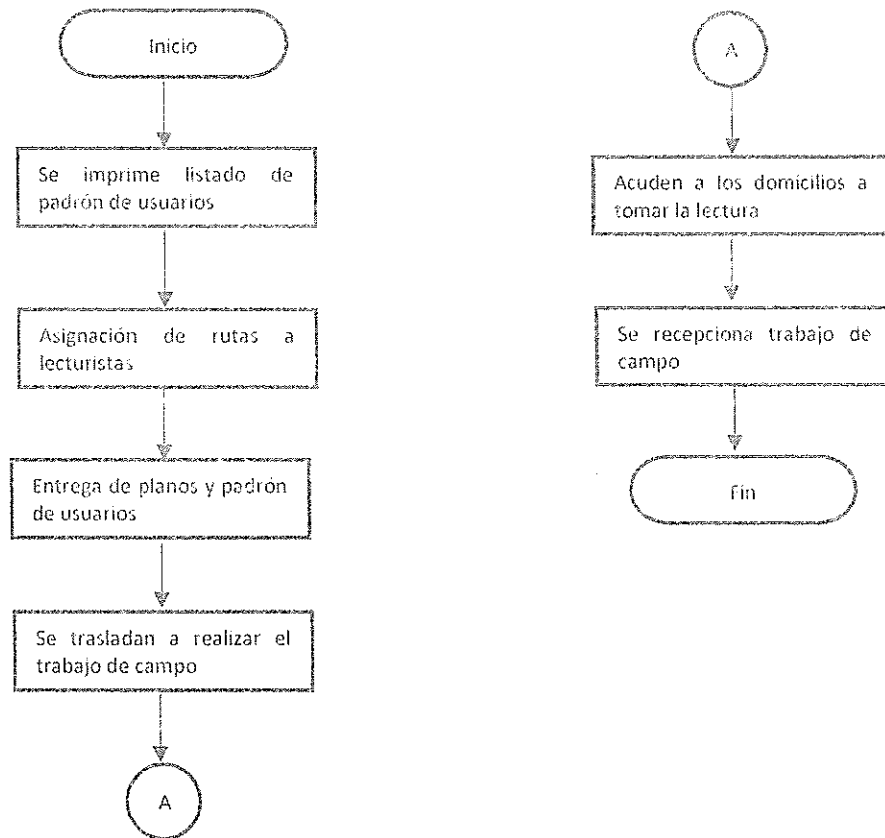 Inicio
Se imprime listado de
padrón de usuarios
Asignación de rutas a
lecturistas
Entrega de planos y padrón
de usuarios
Se trasladan a realizar el
trabajo de campo
A
A
Acuden a los domicilios a
tomar la lectura
Se recepciona trabajo de
campo
Fin